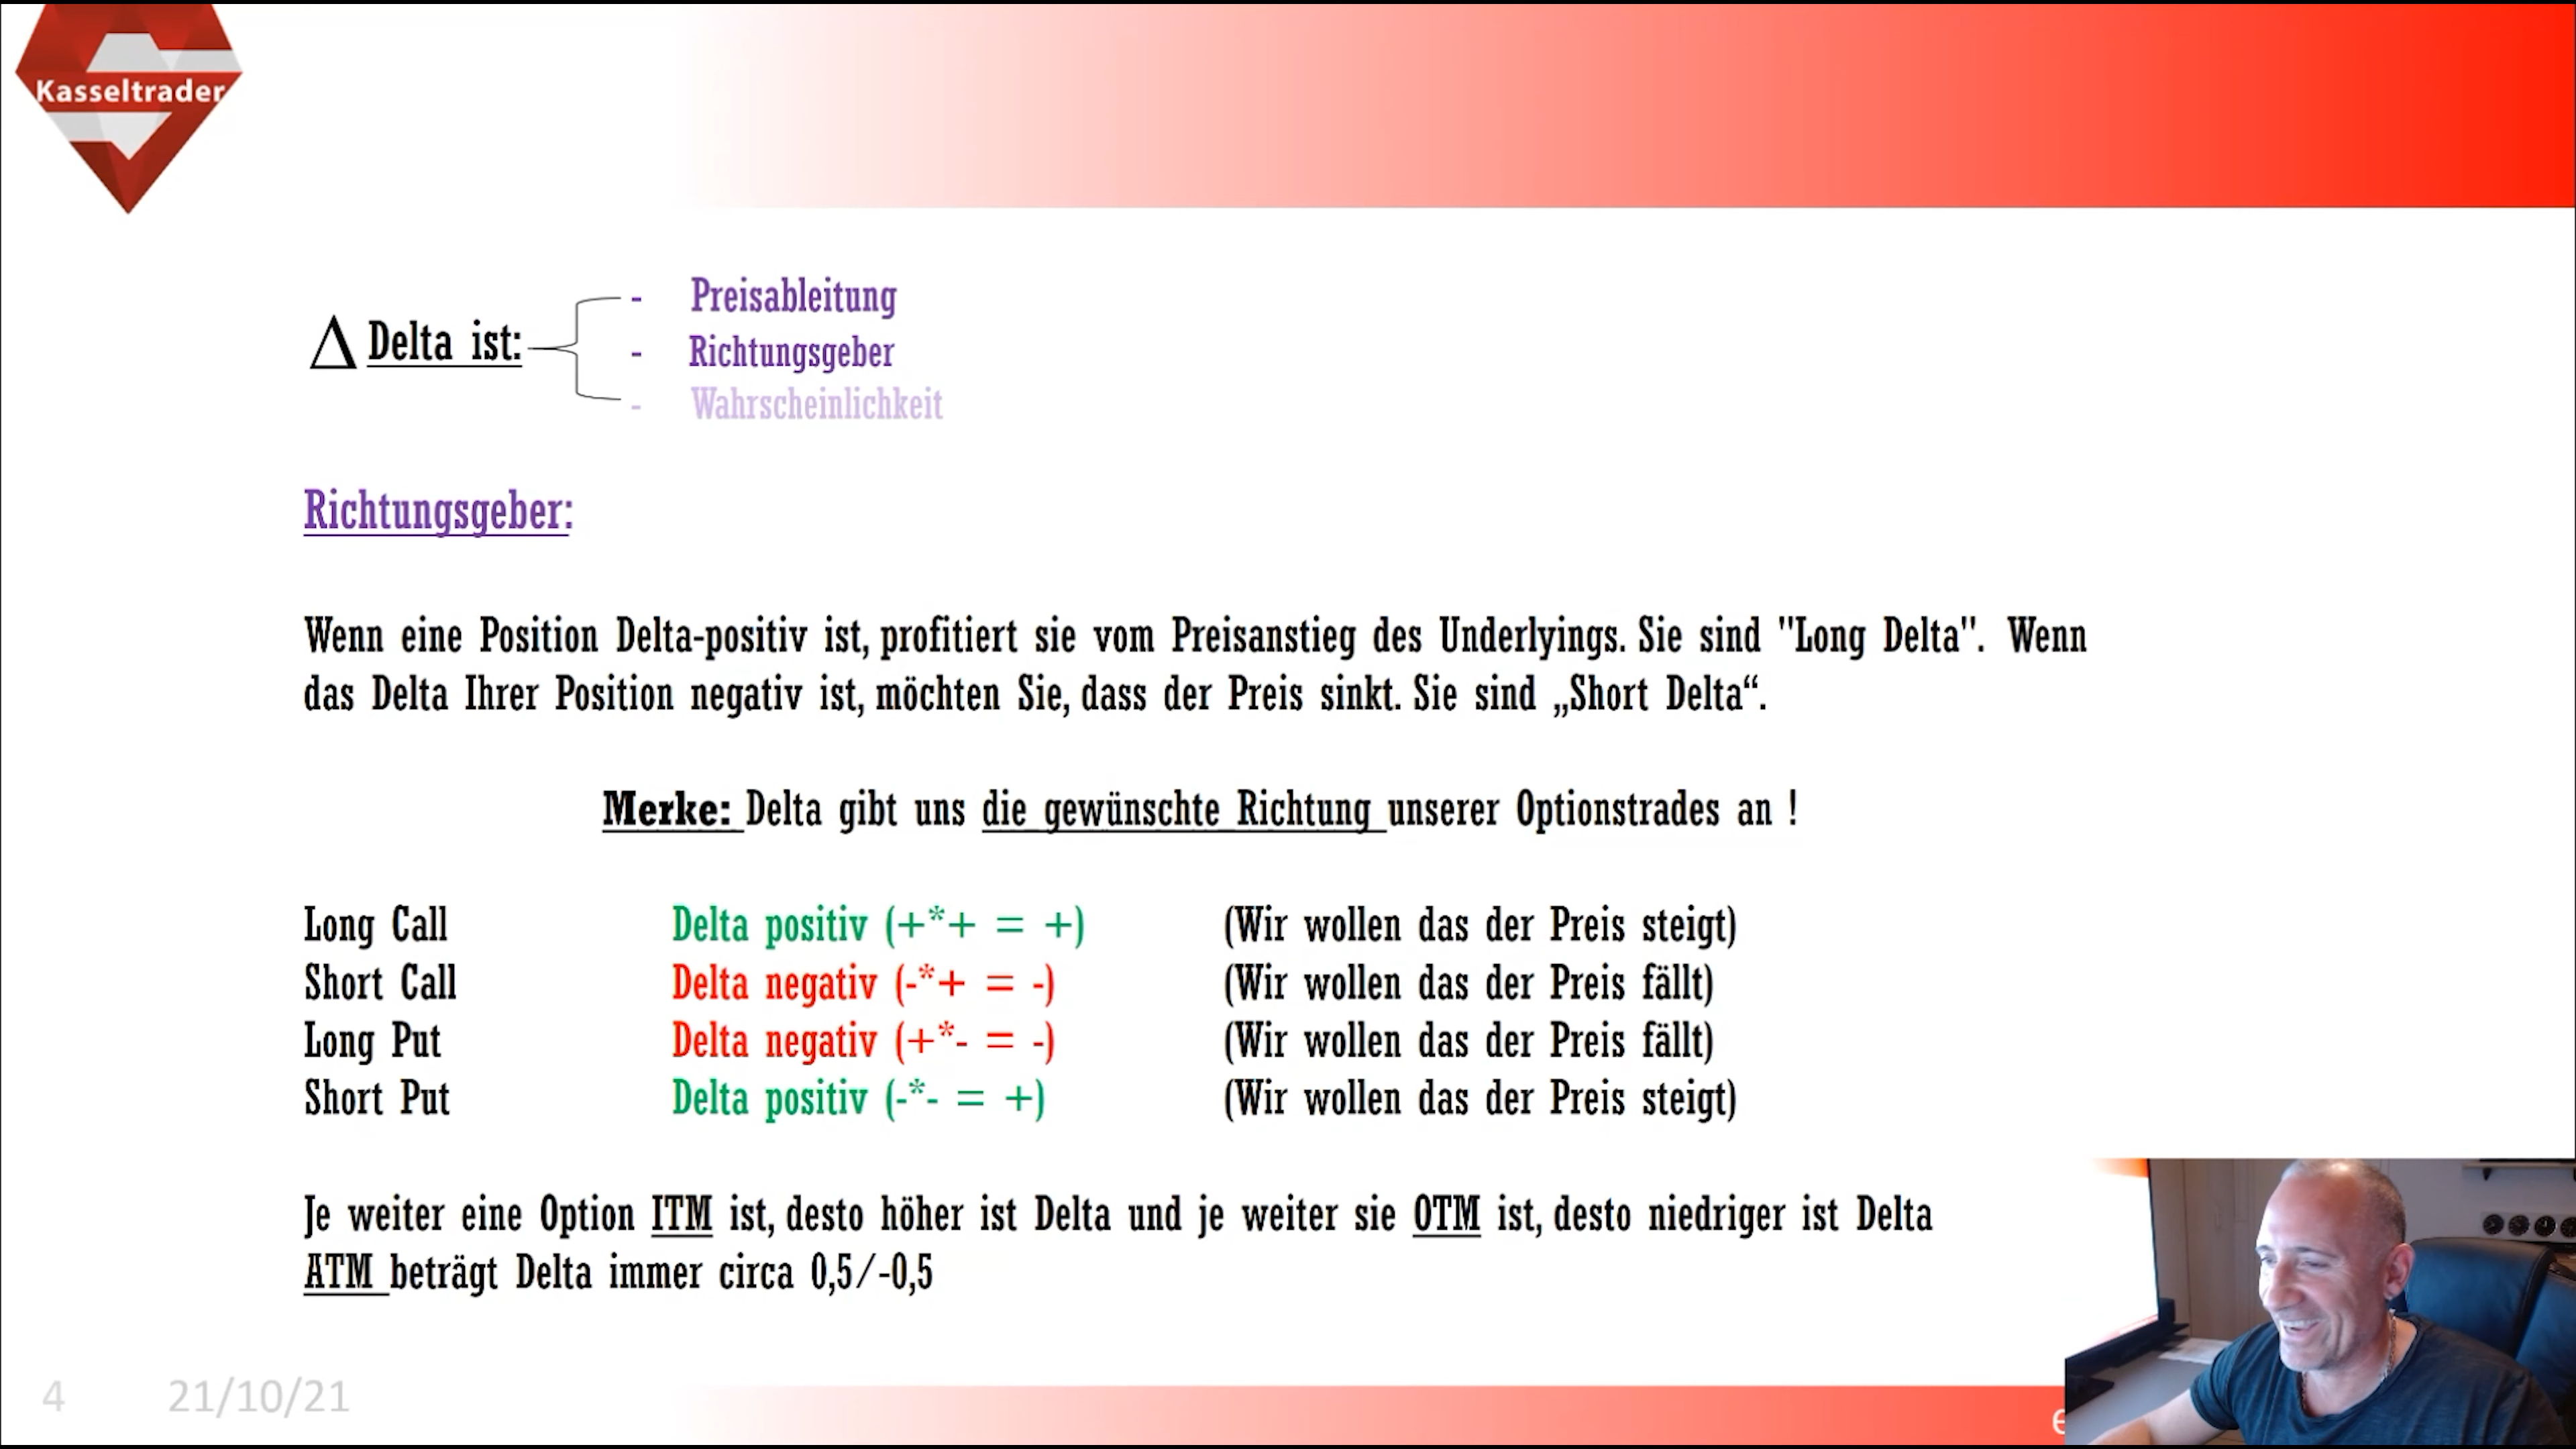 Kasseltrader
Δ Delta ist:
- Preisableitung
- Richtungsgeber
- Wahrscheinlichkeit
Richtungsgeber:
Wenn eine Position Delta-positiv ist, profitiert sie vom Preisanstieg des Underlyings. Sie sind "Long Delta". Wenn
das Delta Ihrer Position negativ ist, möchten Sie, dass der Preis sinkt. Sie sind „Short Delta“.
Merke: Delta gibt uns die gewünschte Richtung unserer Optionstrades an !
Long Call Delta positiv (+*+ = +) (Wir wollen das der Preis steigt)
Short Call Delta negativ (-*+ = -) (Wir wollen das der Preis fällt)
Long Put Delta negativ (+*- = -) (Wir wollen das der Preis fällt)
Short Put Delta positiv (-*- = +) (Wir wollen das der Preis steigt)
Je weiter eine Option ITM ist, desto höher ist Delta und je weiter sie OTM ist, desto niedriger ist Delta
ATM beträgt Delta immer circa 0,5/-0,5
4 21/10/21